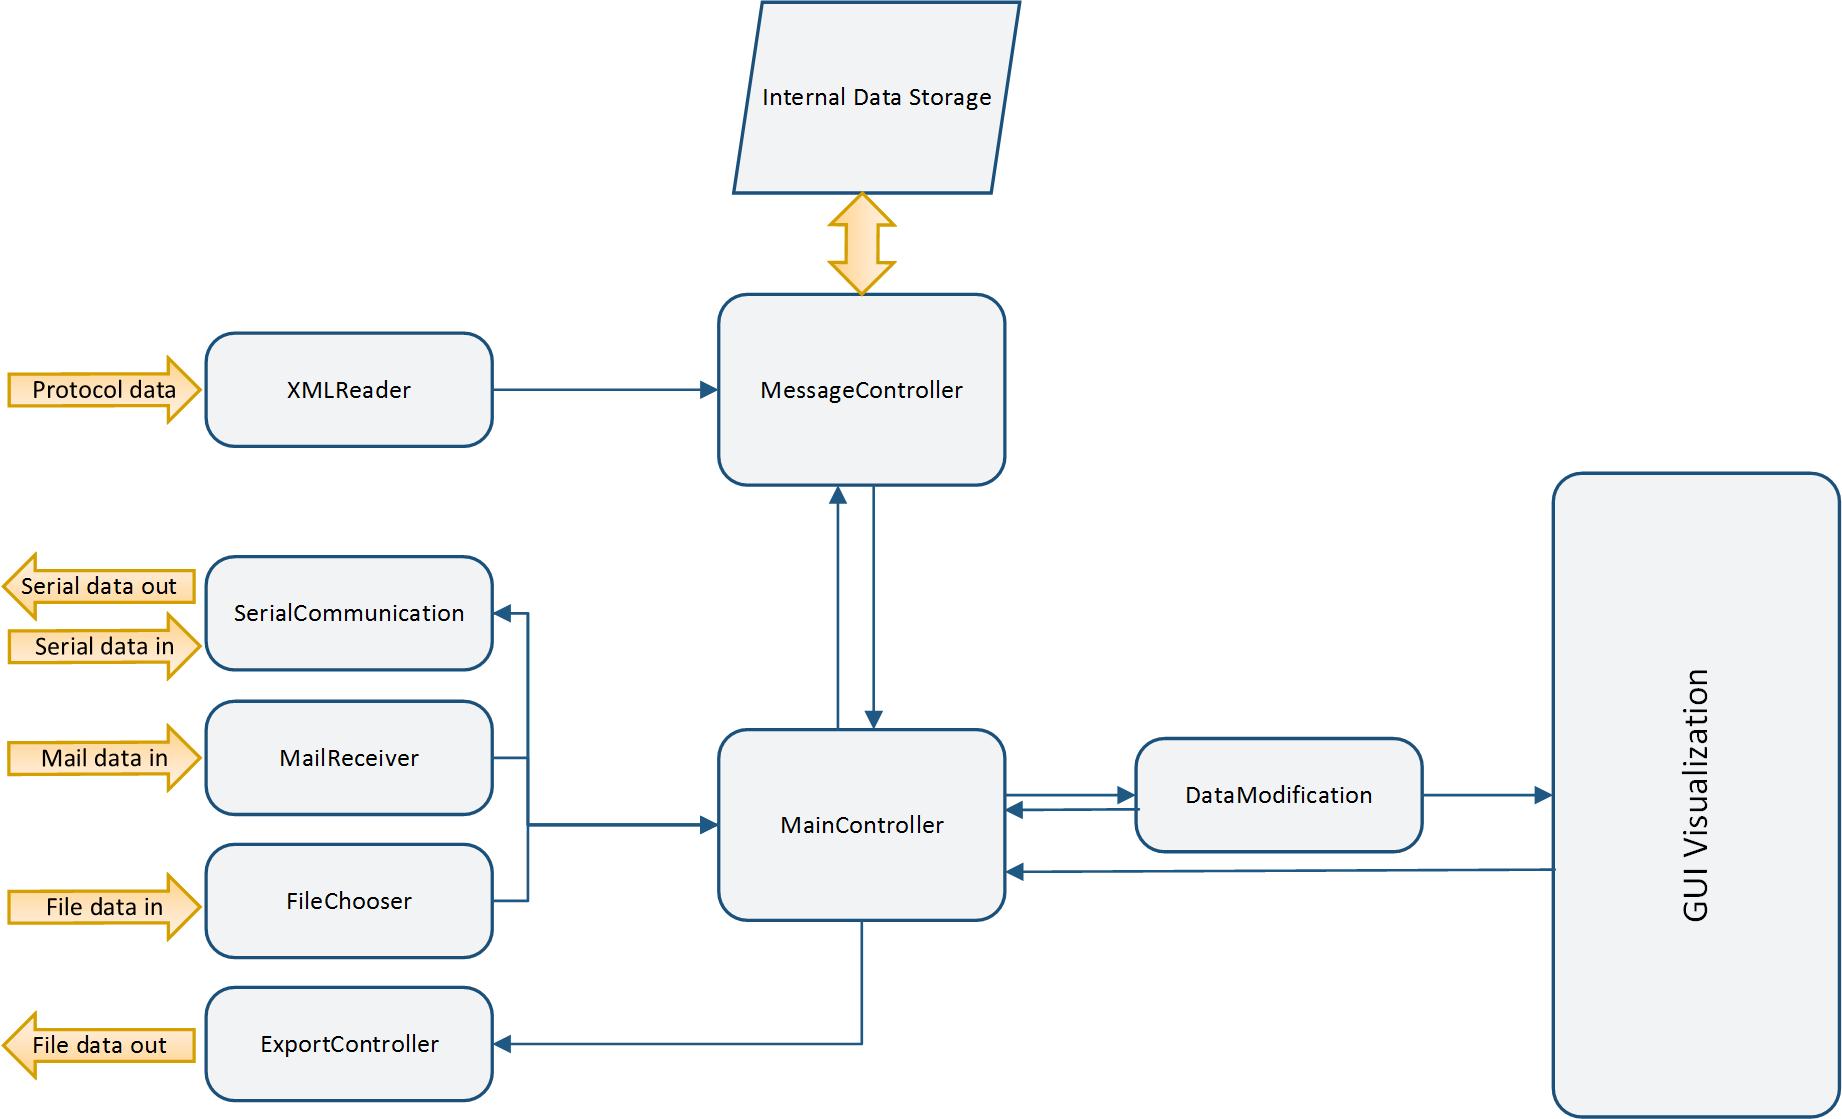 Internal Data Storage
Protocol data
XMLReader
MessageController
Serial data out
Serial data in
SerialCommunication
Mail data in
MailReceiver
File data in
FileChooser
MainController
DataModification
GUI Visualization
File data out
ExportController